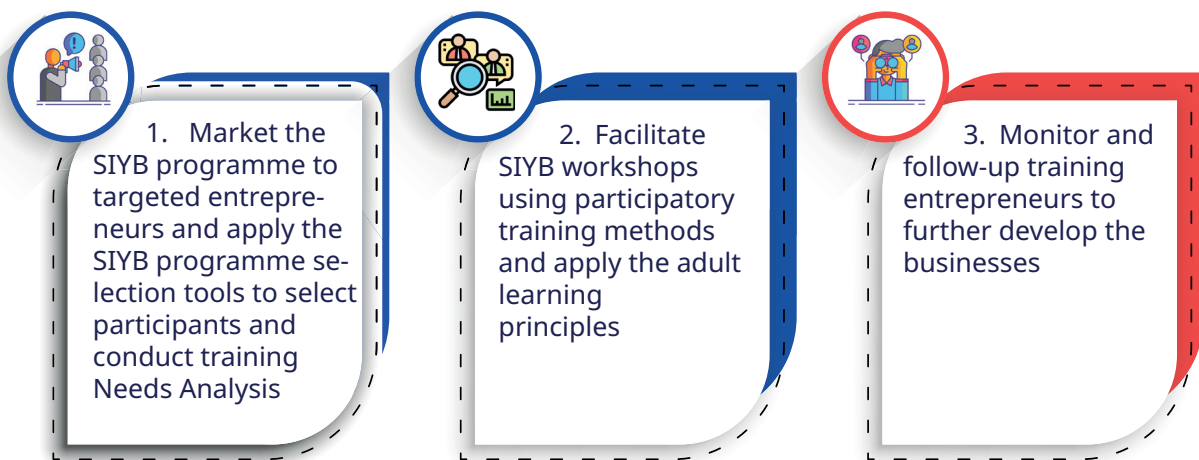 1. Market the
SIYB programme to
targeted entrepre-
neurs and apply the
SIYB programme se-
lection tools to select
participants and
conduct training
Needs Analysis
2. Facilitate
SIYB workshops
using participatory
training methods
and apply the adult
learning
principles
3. Monitor and
follow-up training
entrepreneurs to
further develop the
businesses